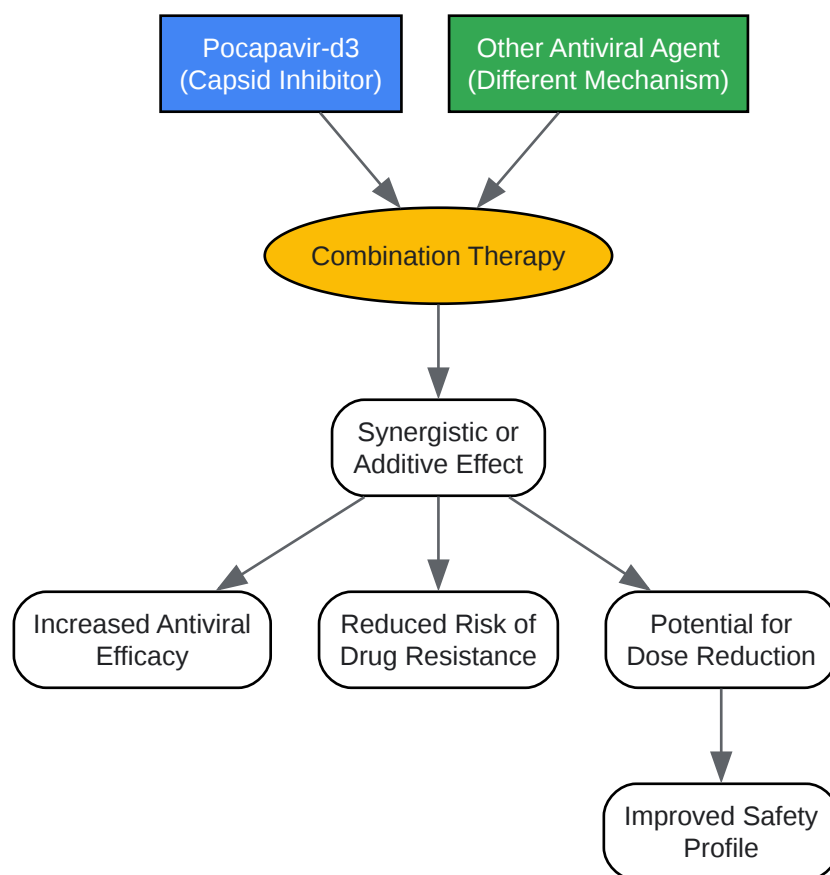 Pocapavir-d3
(Capsid Inhibitor)
Other Antiviral Agent
(Different Mechanism)
Combination Therapy
Synergistic or
Additive Effect
Increased Antiviral
Efficacy
Reduced Risk of
Drug Resistance
Potential for
Dose Reduction
Improved Safety
Profile